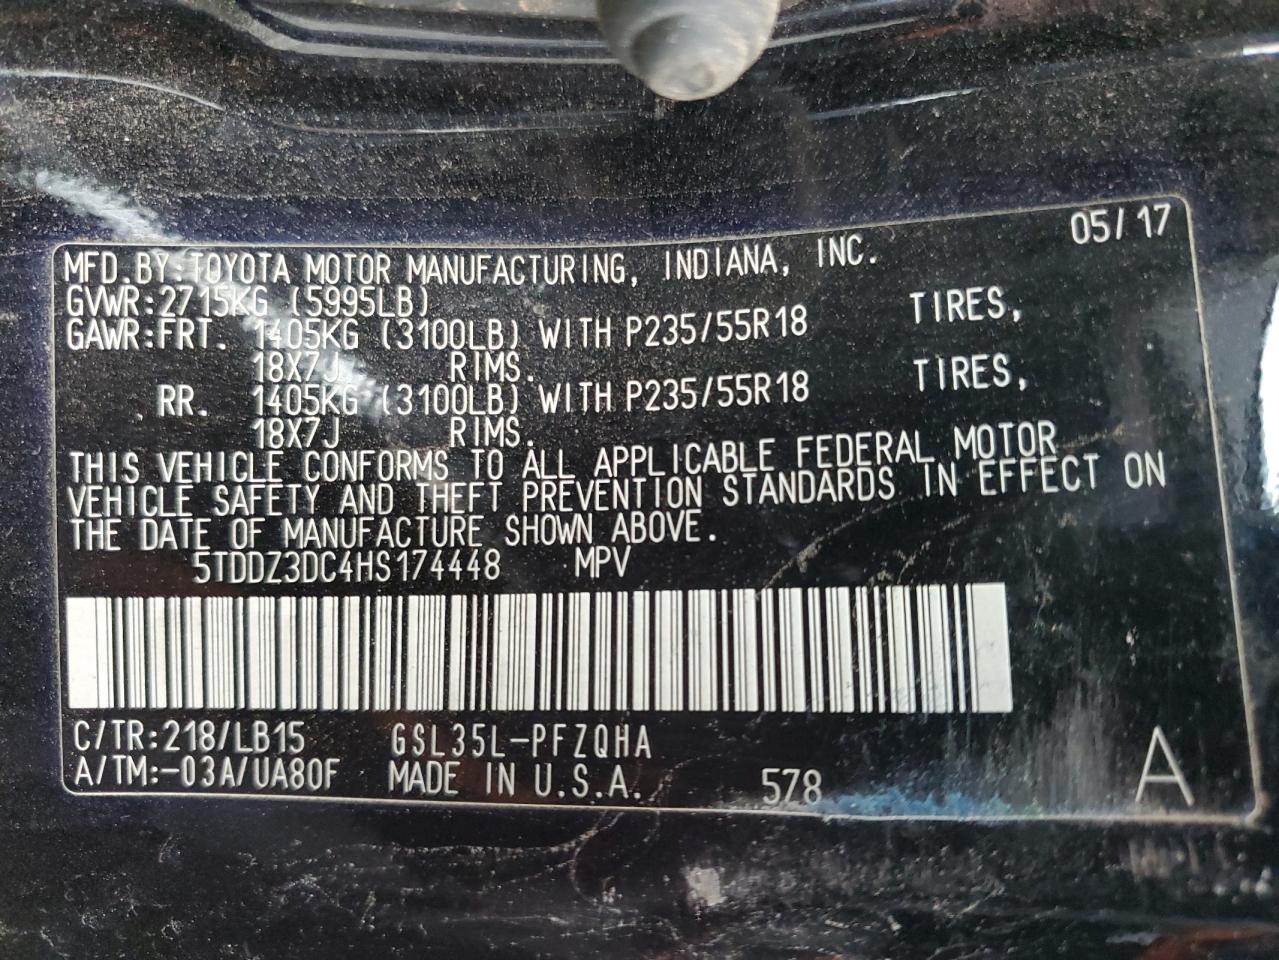 05/17
MFD.BY:TOYOTA MOTOR MANUFACTURING, INDIANA, INC.
GVWR:2715KG (5995LB)
GAWR:FRT. 1405KG (3100LB) WITH P235/55R18 TIRES,
18X7J RIMS.
RR. 1405KG (3100LB) WITH P235/55R18 TIRES,
18X7J RIMS.
THIS VEHICLE CONFORMS TO ALL APPLICABLE FEDERAL MOTOR
VEHICLE SAFETY AND THEFT PREVENTION STANDARDS IN EFFECT ON
THE DATE OF MANUFACTURE SHOWN ABOVE.
5TDDZ3DC4HS174448 MPV
C/TR:218/LB15 GSL35L-PFZQHA
A/TM:-03A/UA80F MADE IN U.S.A. 578 A